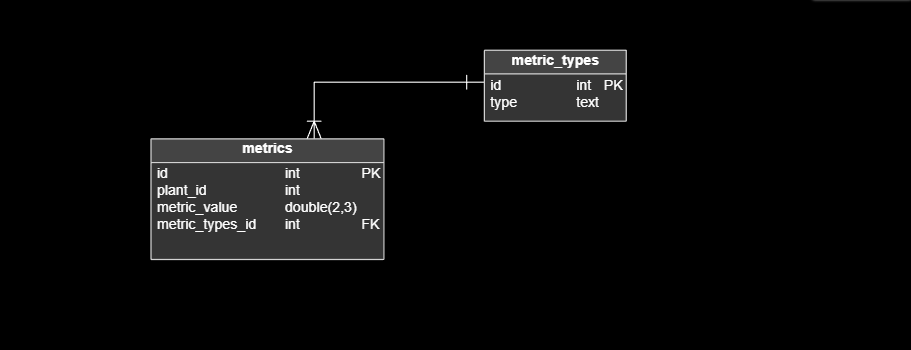 metric_types
id int PK
type text
metrics
id int PK
plant_id int
metric_value double(2,3)
metric_types_id int FK